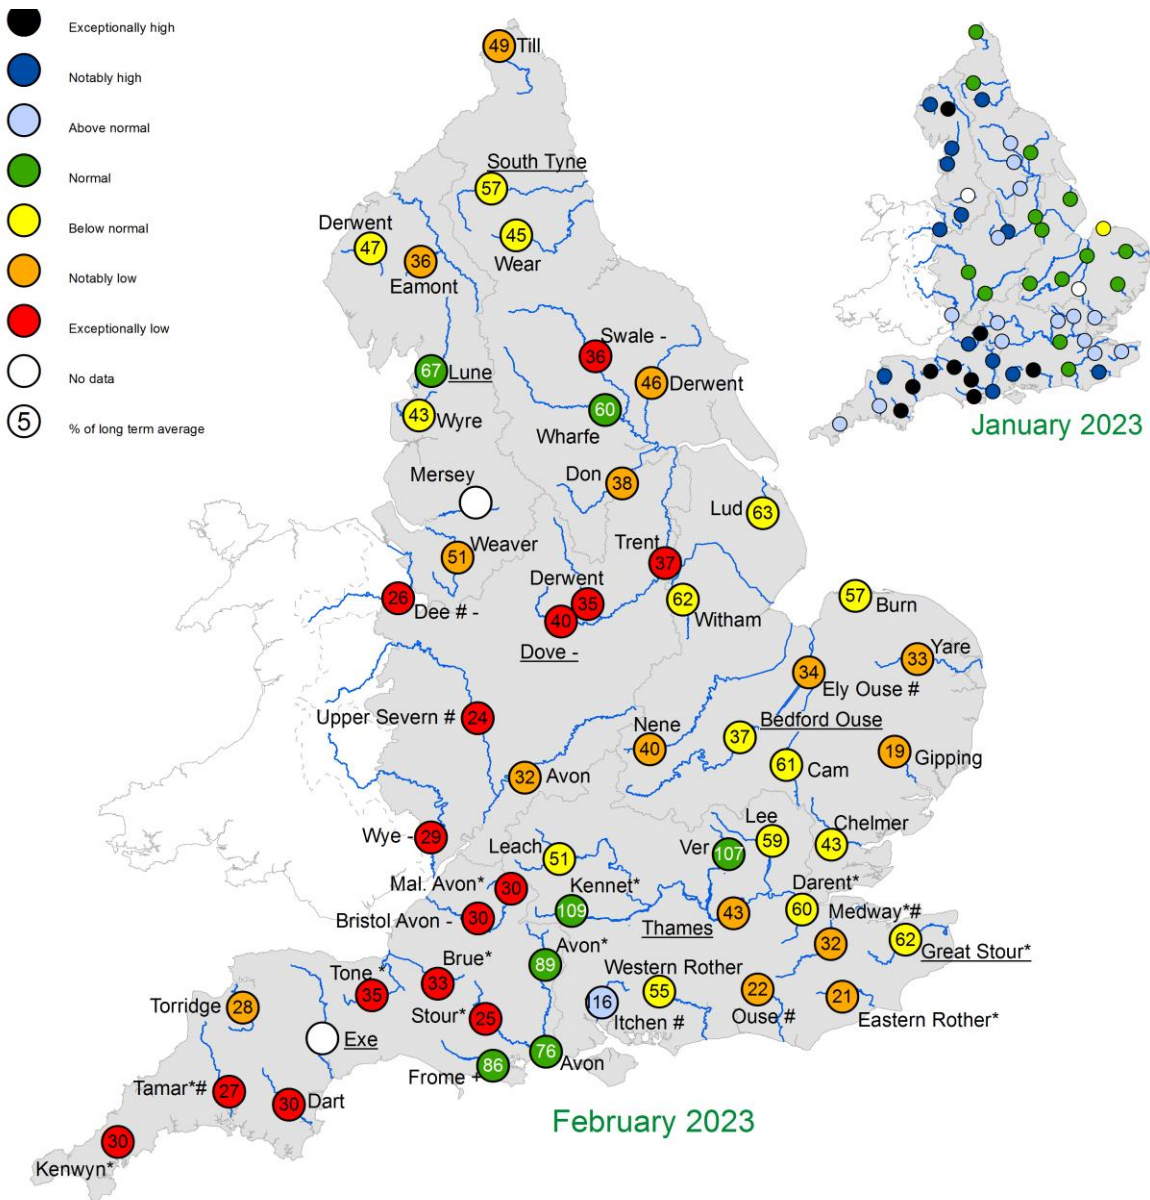 Exceptionally high
Notably high
Above normal
Normal
Below normal
Notably low
Exceptionally low
No data
5 % of long term average
January 2023
49 Till
South Tyne
57
Derwent
47
45
Wear
36
Eamont
Swale -
36
67 Lune
46 Derwent
43 Wyre
60
Wharfe
Mersey
Don 38
Lud 63
51 Weaver
Trent
37
Derwent
35
26
Dee # -
40
Dove -
62
Witham
57 Burn
Yare
33
34
Ely Ouse #
Upper Severn # 24
Nene
40
Bedford Ouse
37
61 Cam
19 Gipping
32 Avon
Wye - 29
Leach 51
Ver 107
Lee
59
Chelmer
43
Mal. Avon* 30
Bristol Avon - 30
Kennet*
109
Thames 43
Darent*
60
Medway*#
32
62
Great Stour*
Avon*
89
Tone *
35
Brue*
33
Western Rother
55
16
Itchen #
22
Ouse #
21
Eastern Rother*
Torridge 28
Stour* 25
Exe
Frome + 86
76 Avon
Tamar*# 27
30 Dart
February 2023
30
Kenwyn*